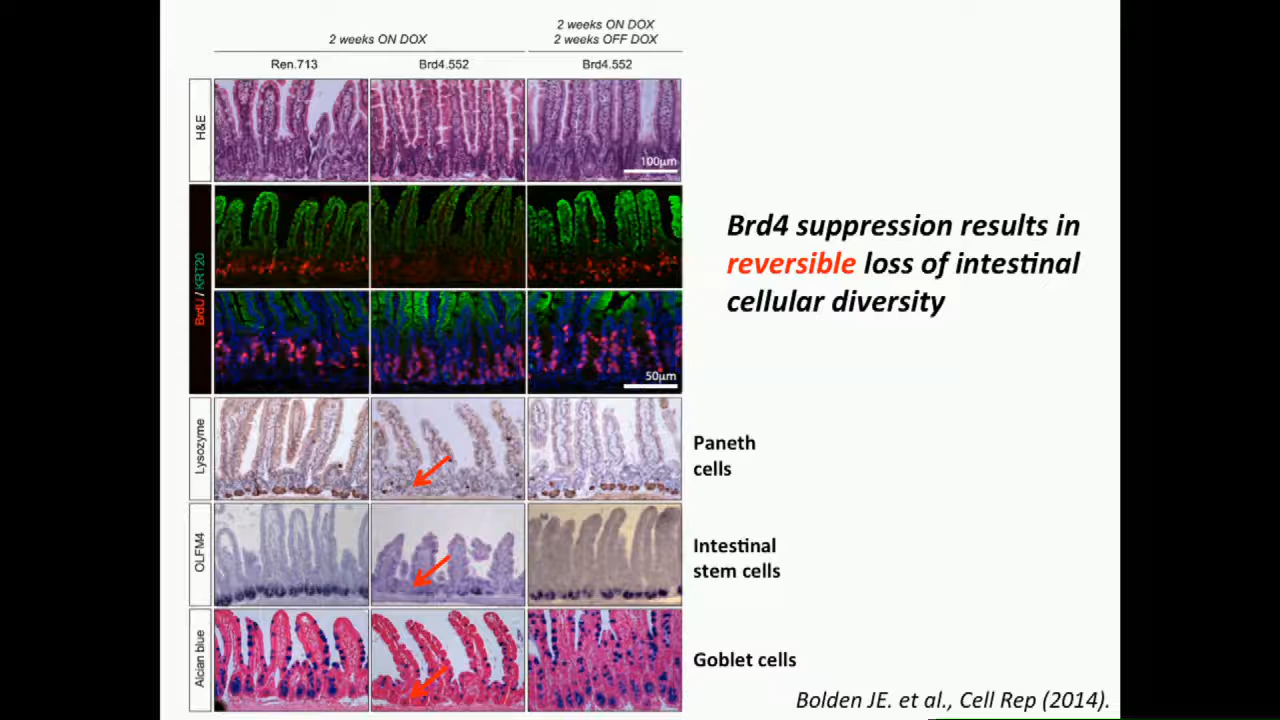 2 weeks ON DOX
2 weeks ON DOX
2 weeks OFF DOX
Ren.713
Brd4.552
Brd4.552
H&E
100µm
BrdU / KRT20
50µm
Brd4 suppression results in
reversible loss of intestinal
cellular diversity
Lysozyme
Paneth
cells
OLFM4
Intestinal
stem cells
Alcian blue
Goblet cells
Bolden JE. et al., Cell Rep (2014).